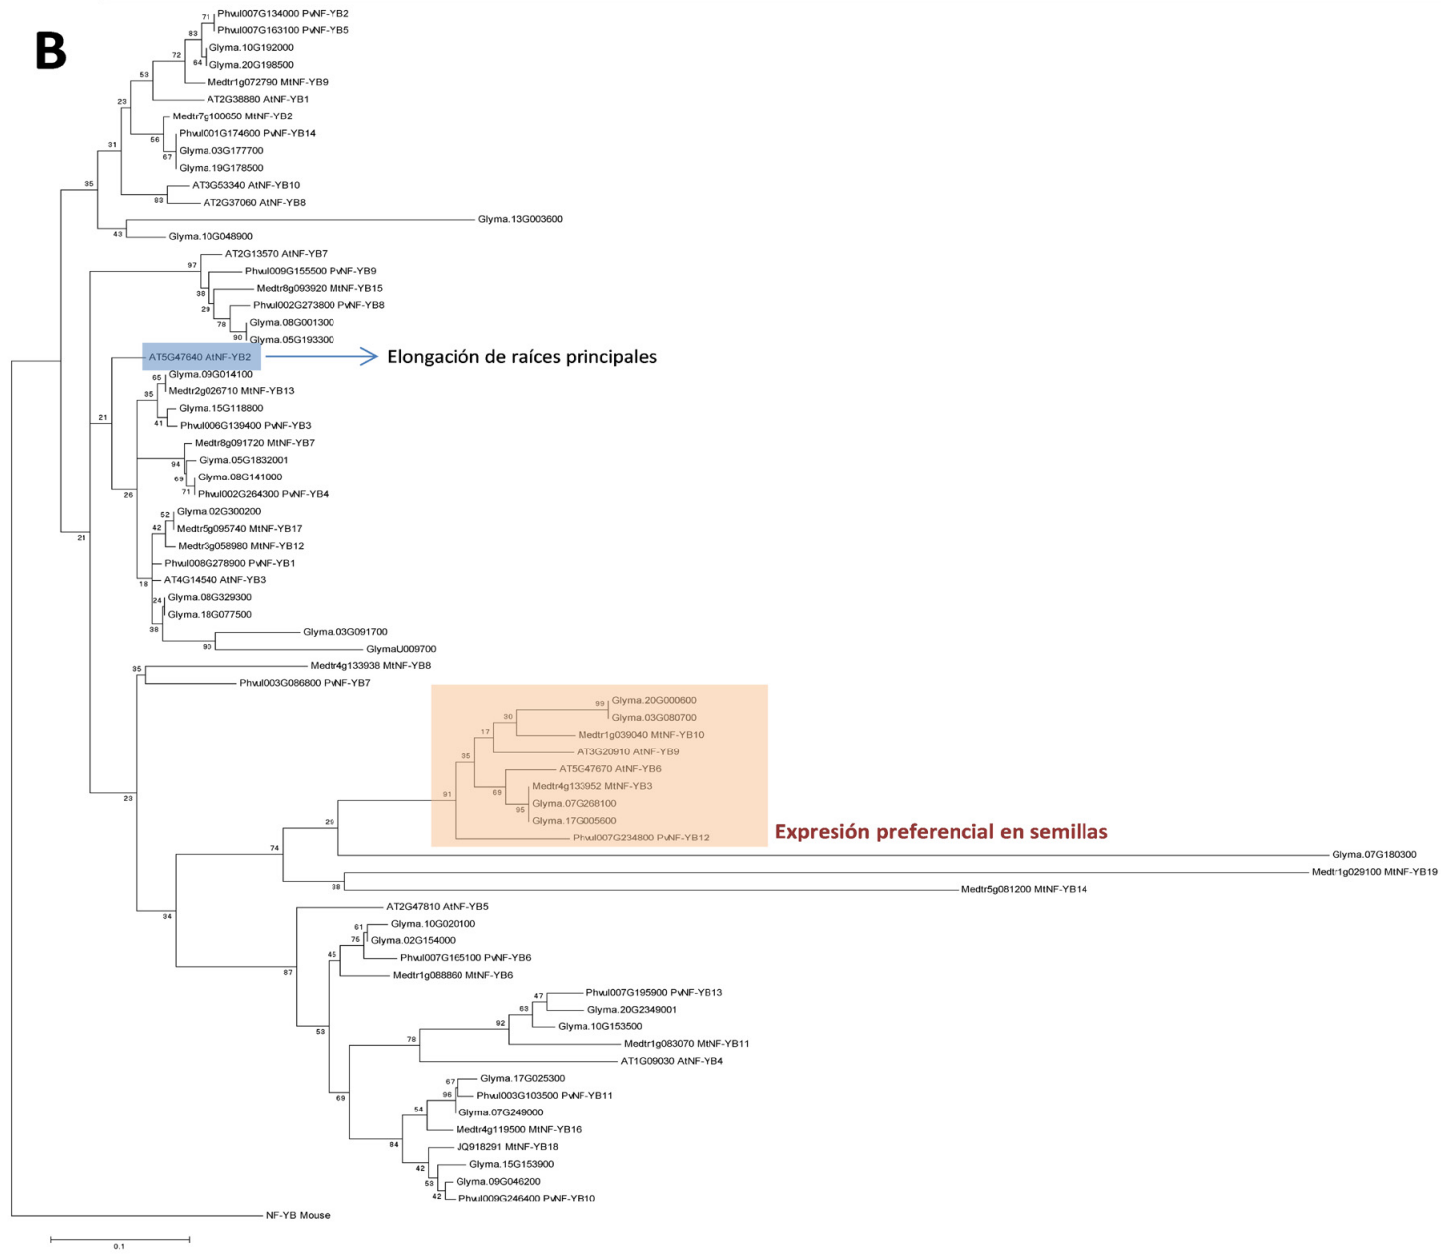 B
71
Phvul007G134000 PvNF-YB2
Phvul007G163100 PvNF-YB5
83
Glyma.10G192000
64
Glyma.20G198500
72
Medtr1g072790 MtNF-YB9
53
AT2G38880 AtNF-YB1
23
Medtr7g100650 MtNF-YB2
Phvul001G174600 PvNF-YB14
56
Glyma.03G177700
67
Glyma.19G178500
31
AT3G53340 AtNF-YB10
83
AT2G37060 AtNF-YB8
35
Glyma.13G003600
43
Glyma.10G048900
AT2G13570 AtNF-YB7
97
Phvul009G155500 PvNF-YB9
Medtr8g093920 MtNF-YB15
38
Phvul002G273800 PvNF-YB8
29
Glyma.08G001300
78
90
Glyma.05G193300
AT5G47640 AtNF-YB2
Elongación de raíces principales
Glyma.09G014100
65
Medtr2g026710 MtNF-YB13
35
Glyma.15G118800
41
Phvul006G139400 PvNF-YB3
21
Medtr8g091720 MtNF-YB7
94
Glyma.05G1832001
69
Glyma.08G141000
71
Phvul002G264300 PvNF-YB4
26
Glyma.02G300200
52
Medtr5g095740 MtNF-YB17
42
Medtr3g058980 MtNF-YB12
21
Phvul008G278900 PvNF-YB1
AT4G14540 AtNF-YB3
18
Glyma.08G329300
24
Glyma.18G077500
38
Glyma.03G091700
90
GlymaU009700
Medtr4g133938 MtNF-YB8
35
Phvul003G086800 PvNF-YB7
Glyma.20G000600
99
Glyma.03G080700
30
Medtr1g039040 MtNF-YB10
17
AT3G20910 AtNF-YB9
35
AT5G47670 AtNF-YB6
Medtr4g133952 MtNF-YB3
69
91
Glyma.07G268100
95
23
Glyma.17G005600
29
Phvul007G234800 PvNF-YB12
Expresión preferencial en semillas
74
Glyma.07G180300
Medtr1g029100 MtNF-YB19
38
Medtr5g081200 MtNF-YB14
AT2G47810 AtNF-YB5
34
Glyma.10G020100
61
Glyma.02G154000
75
Phvul007G165100 PvNF-YB6
45
Medtr1g088860 MtNF-YB6
87
Phvul007G195900 PvNF-YB13
47
Glyma.20G2349001
63
Glyma.10G153500
92
53
Medtr1g083070 MtNF-YB11
78
AT1G09030 AtNF-YB4
Glyma.17G025300
67
Phvul003G103500 PvNF-YB11
96
69
Glyma.07G249000
54
Medtr4g119500 MtNF-YB16
84
JQ918291 MtNF-YB18
Glyma.15G153900
42
Glyma.09G046200
53
42
Phvul009G246400 PvNF-YB10
NF-YB Mouse
0.1